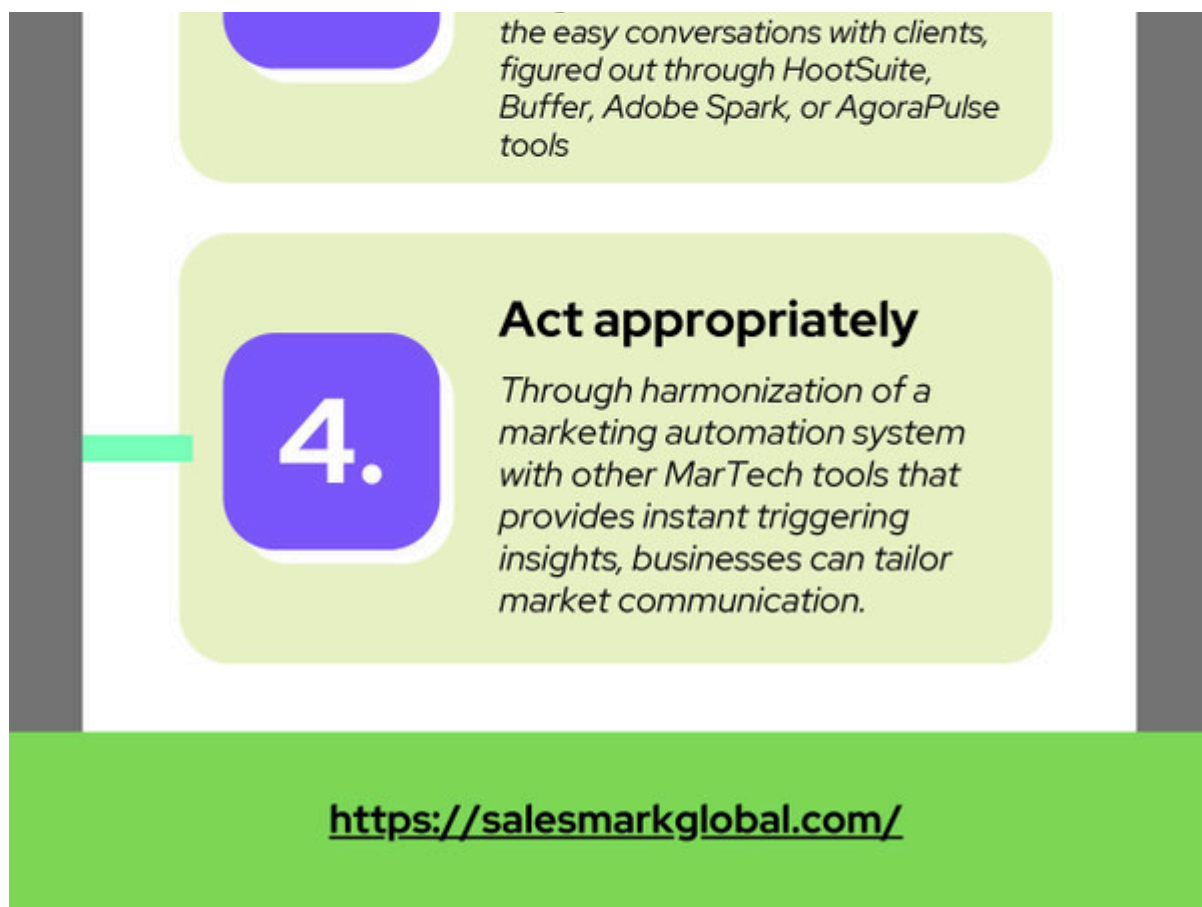 the easy conversations with clients,
figured out through HootSuite,
Buffer, Adobe Spark, or AgoraPulse
tools
4.
Act appropriately
Through harmonization of a
marketing automation system
with other MarTech tools that
provides instant triggering
insights, businesses can tailor
market communication.
https://salesmarkglobal.com/